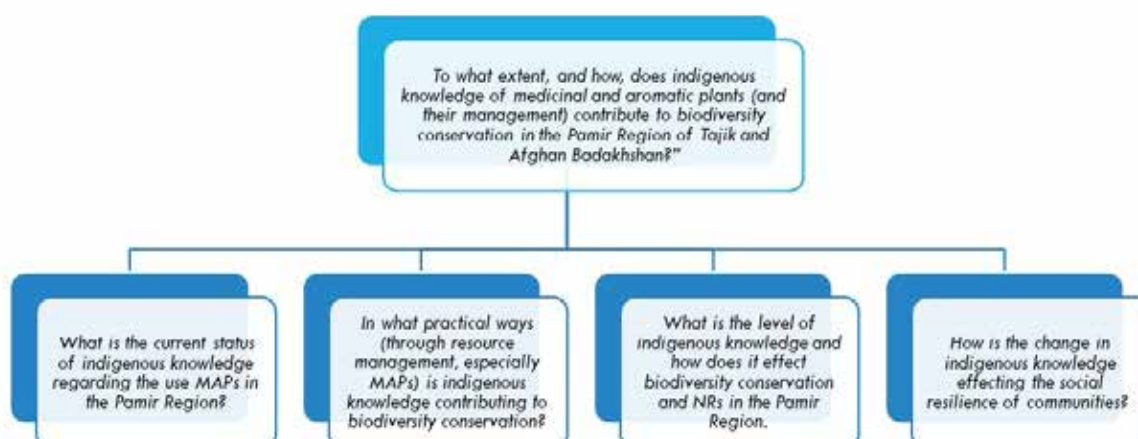 To what extent, and how, does indigenous
knowledge of medicinal and aromatic plants (and
their management) contribute to biodiversity
conservation in the Pamir Region of Tajik and
Afghan Badakhshan?"
What is the current status
of indigenous knowledge
regarding the use MAPs in
the Pamir Region?
In what practical ways
(through resource
management, especially
MAPs) is indigenous
knowledge contributing to
biodiversity conservation?
What is the level of
indigenous knowledge and
how does it effect
biodiversity conservation
and NRs in the Pamir
Region.
How is the change in
indigenous knowledge
effecting the social
resilience of communities?